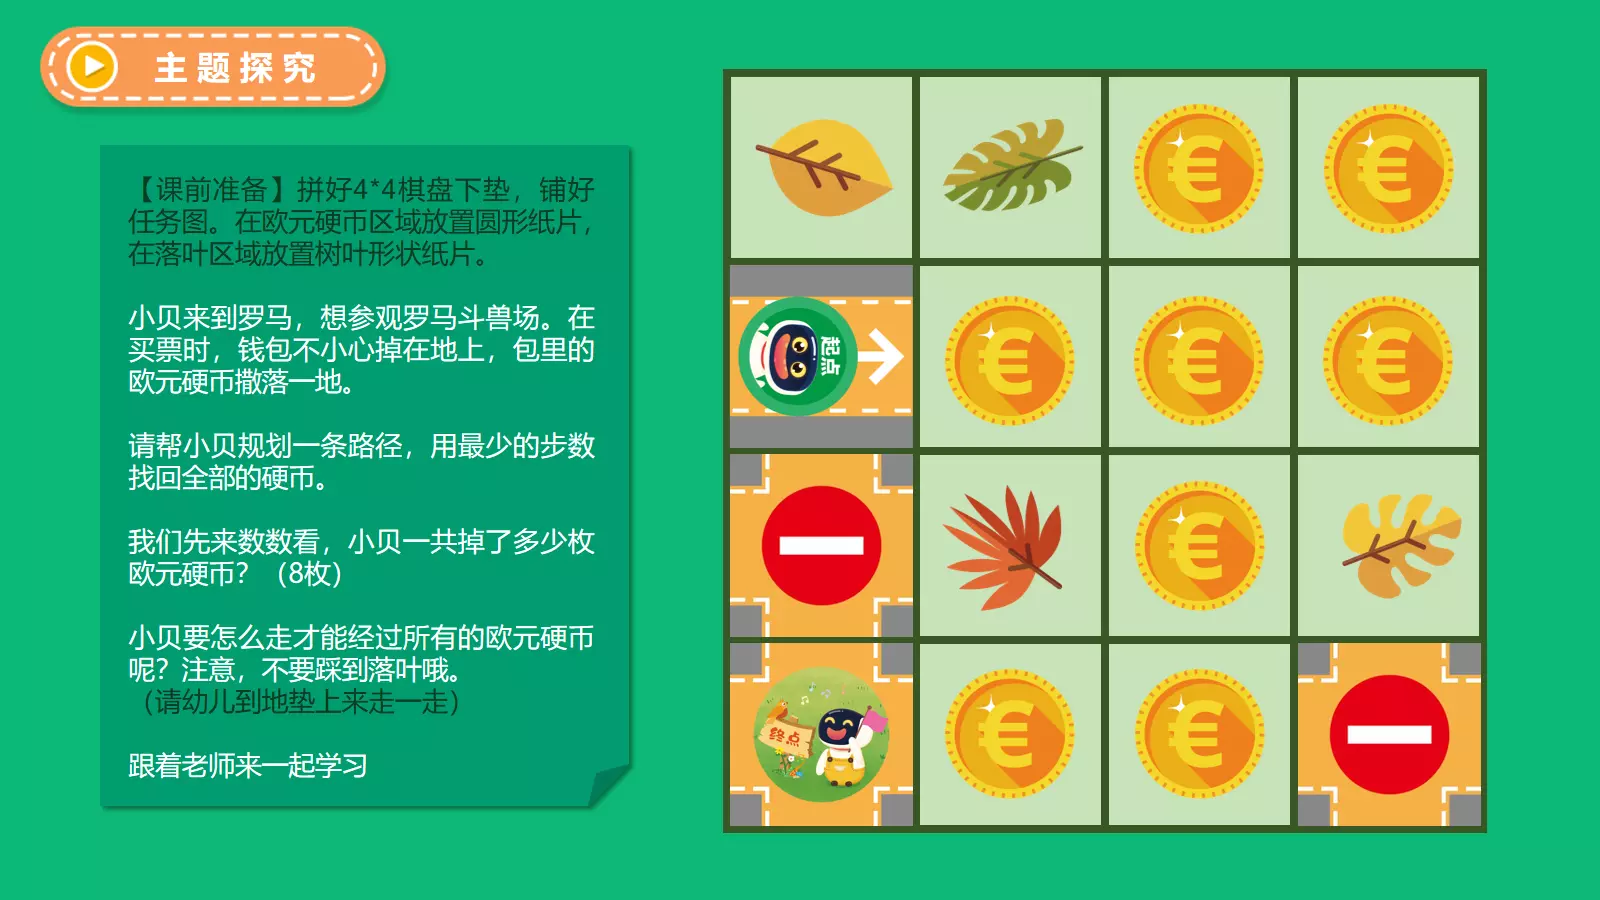 主题探究
【课前准备】拼好4*4棋盘下垫，铺好
任务图。在欧元硬币区域放置圆形纸片，
在落叶区域放置树叶形状纸片。
小贝来到罗马，想参观罗马斗兽场。在
买票时，钱包不小心掉在地上，包里的
欧元硬币撒落一地。
请帮小贝规划一条路径，用最少的步数
找回全部的硬币。
我们先来数数看，小贝一共掉了多少枚
欧元硬币？（8枚）
小贝要怎么走才能经过所有的欧元硬币
呢？注意，不要踩到落叶哦。
（请幼儿到地垫上来走一走）
跟着老师来一起学习
€
€
起点
€
€
€
€
终点
€
€